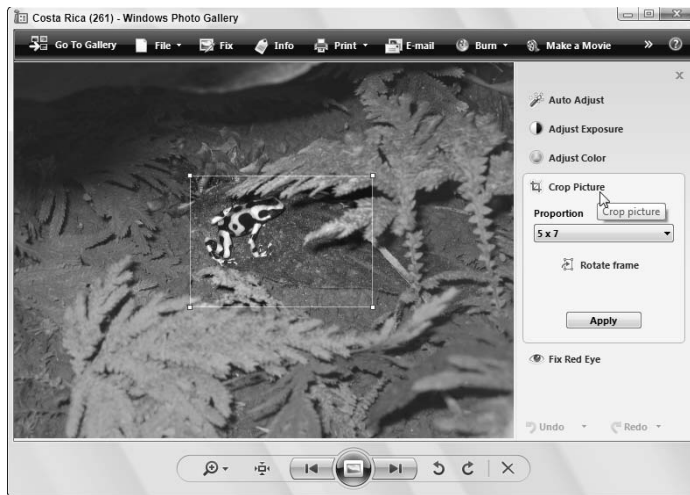 Costa Rica (261) - Windows Photo Gallery
Go To Gallery File Fix Info Print E-mail Burn Make a Movie » ?
x
Auto Adjust
Adjust Exposure
Adjust Color
Crop Picture
Proportion Crop picture
5 x 7
Rotate frame
Apply
Fix Red Eye
Undo Redo